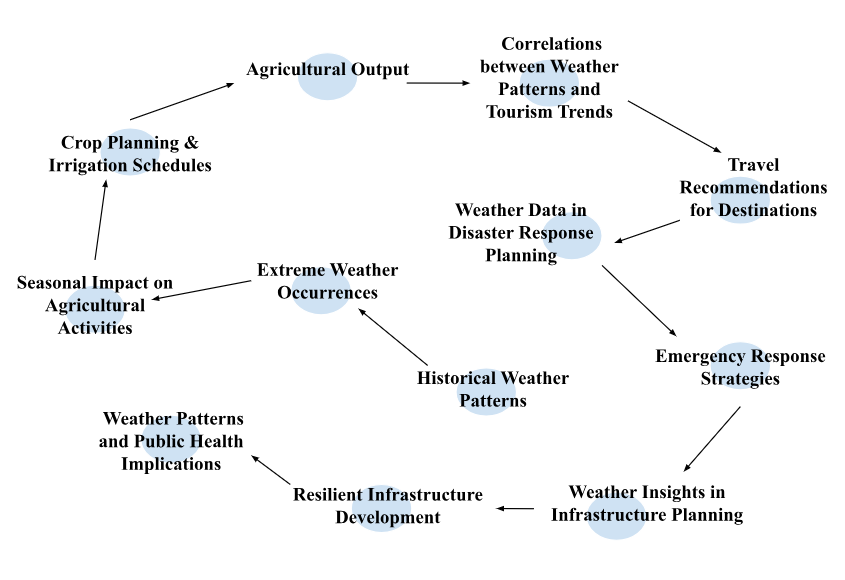 Correlations
between Weather
Patterns and
Tourism Trends
Agricultural Output
Crop Planning &
Irrigation Schedules
Travel
Recommendations
for Destinations
Weather Data in
Disaster Response
Planning
Seasonal Impact on
Agricultural
Activities
Extreme Weather
Occurrences
Emergency Response
Strategies
Historical Weather
Patterns
Weather Patterns
and Public Health
Implications
Resilient Infrastructure
Development
Weather Insights in
Infrastructure Planning